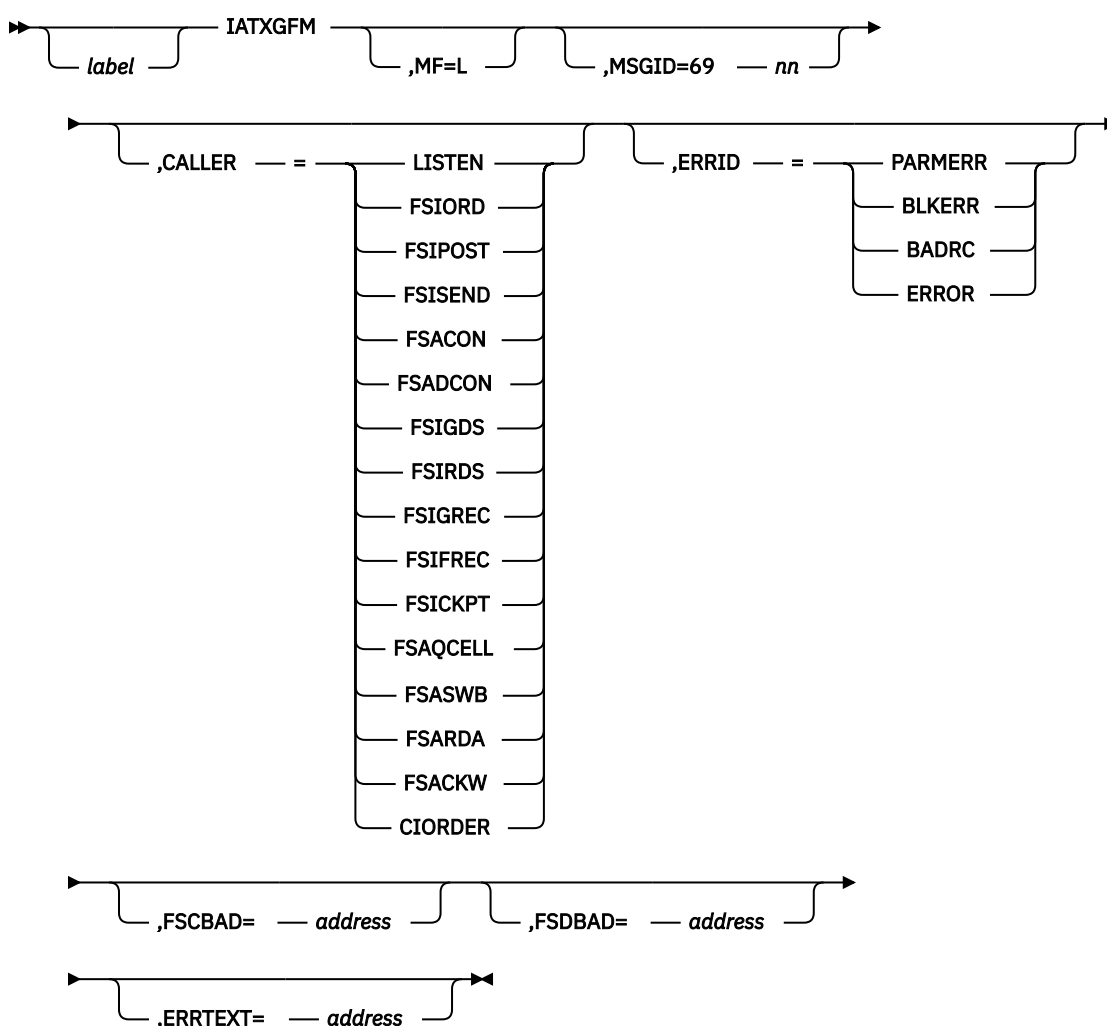 label IATXGFM ,MF=L ,MSGID=69 nn
,CALLER = LISTEN ,ERRID = PARMERR
FSIORD BLKERR
FSIPOST BADRC
FSISEND ERROR
FSACON
FSADCON
FSIGDS
FSIRDS
FSIGREC
FSIFREC
FSICKPT
FSAQCELL
FSASWB
FSARDA
FSACKW
CIORDER
,FSCBAD= address ,FSDBAD= address
,ERRTEXT= address